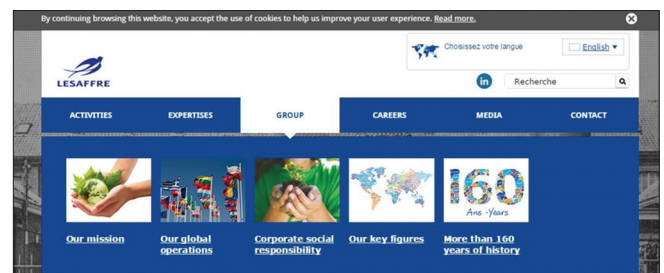 By continuing browsing this website, you accept the use of cookies to help us improve your user experience. Read more.
Choisissez votre langue
English
LESAFFRE
in
Recherche
ACTIVITIES EXPERTISES GROUP CAREERS MEDIA CONTACT
160
Ans - Years
Our mission
Our global operations
Corporate social responsibility
Our key figures
More than 160 years of history